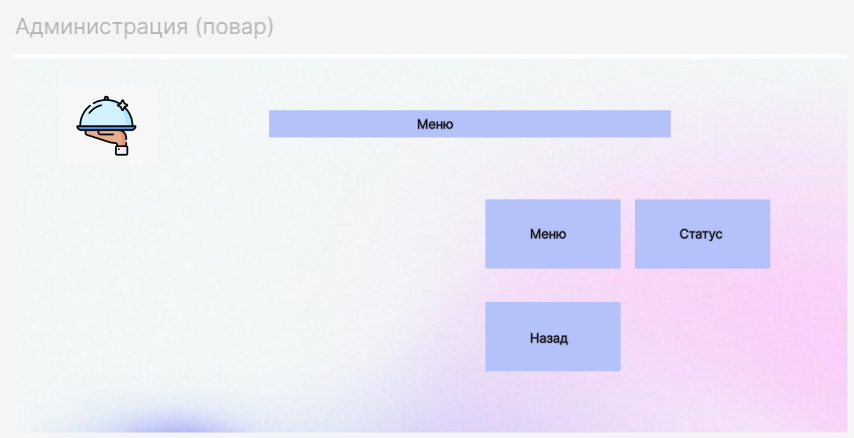 Администрация (повар)
Меню
Меню
Статус
Назад